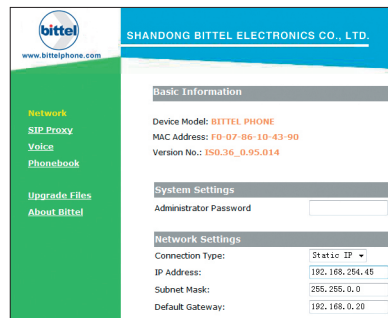 bittel
www.bittelphone.com
SHANDONG BITTEL ELECTRONICS CO., LTD.
Network
SIP Proxy
Voice
Phonebook
Upgrade Files
About Bittel
Basic Information
Device Model: BITTEL PHONE
MAC Address: F0-07-86-10-43-90
Version No.: IS0.36_0.95.014
System Settings
Administrator Password
Network Settings
Connection Type: Static IP
IP Address: 192.168.254.45
Subnet Mask: 255.255.0.0
Default Gateway: 192.168.0.20